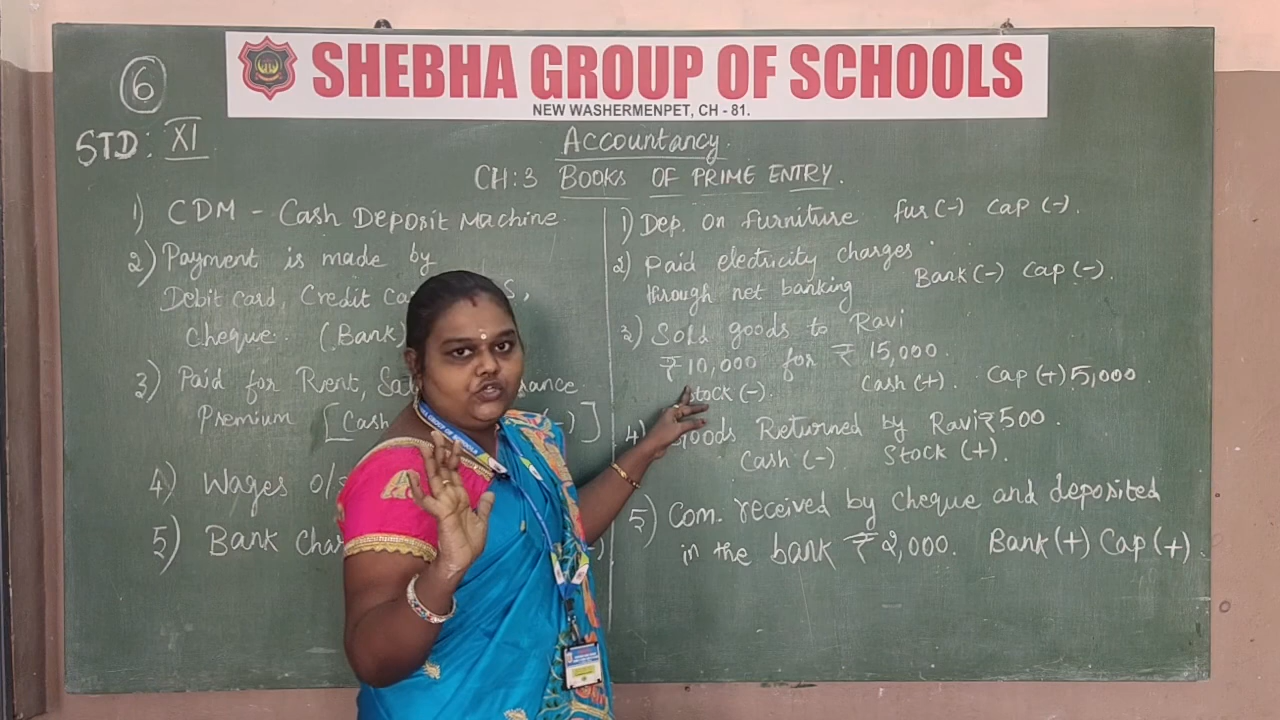 SHEBHA GROUP OF SCHOOLS
NEW WASHERMENPET, CH - 81.
6
STD: XI
Accountancy.
CH:3 BOOKS OF PRIME ENTRY.
1) CDM - Cash Deposit Machine.
2) Payment is made by
Debit card, Credit
Cheque. (Bank)
3) Paid for Rent,
Premium [Cash (-)]
4) Wages o/s
5) Bank
1) Dep. on furniture fur(-) cap (-).
2) Paid electricity charges
through net banking Bank(-) Cap(-).
3) Sold goods to Ravi
₹10,000 for ₹ 15,000.
Stock (-). Cash(+). Cap(+) 5,000
4) Goods Returned by Ravi ₹500.
Cash (-) Stock (+).
5) Com. received by cheque and deposited
in the bank ₹ 2,000. Bank(+) Cap(+).